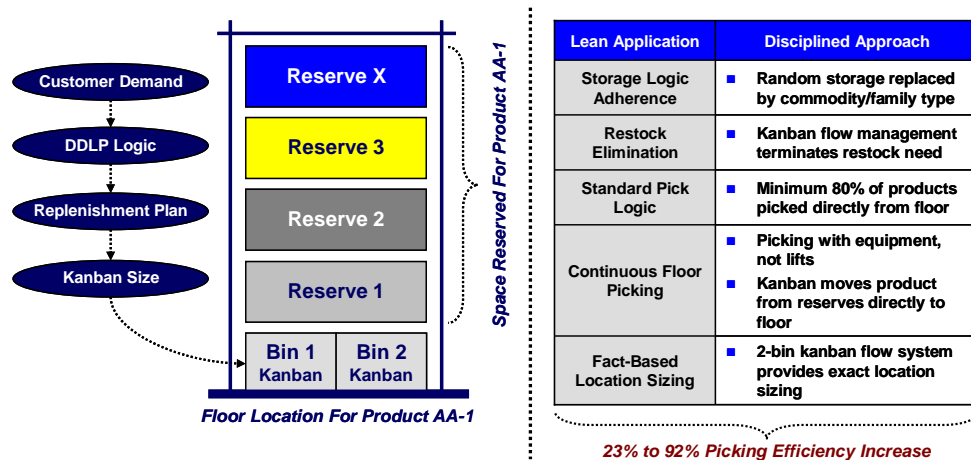 Customer Demand
DDLP Logic
Replenishment Plan
Kanban Size
Reserve X
Reserve 3
Reserve 2
Reserve 1
Bin 1
Kanban
Bin 2
Kanban
Space Reserved For Product AA-1
Floor Location For Product AA-1
Lean Application
Disciplined Approach
Storage Logic
Adherence
Random storage replaced
by commodity/family type
Restock
Elimination
Kanban flow management
terminates restock need
Standard Pick
Logic
Minimum 80% of products
picked directly from floor
Continuous Floor
Picking
Picking with equipment,
not lifts
Kanban moves product
from reserves directly to
floor
Fact-Based
Location Sizing
2-bin kanban flow system
provides exact location
sizing
23% to 92% Picking Efficiency Increase